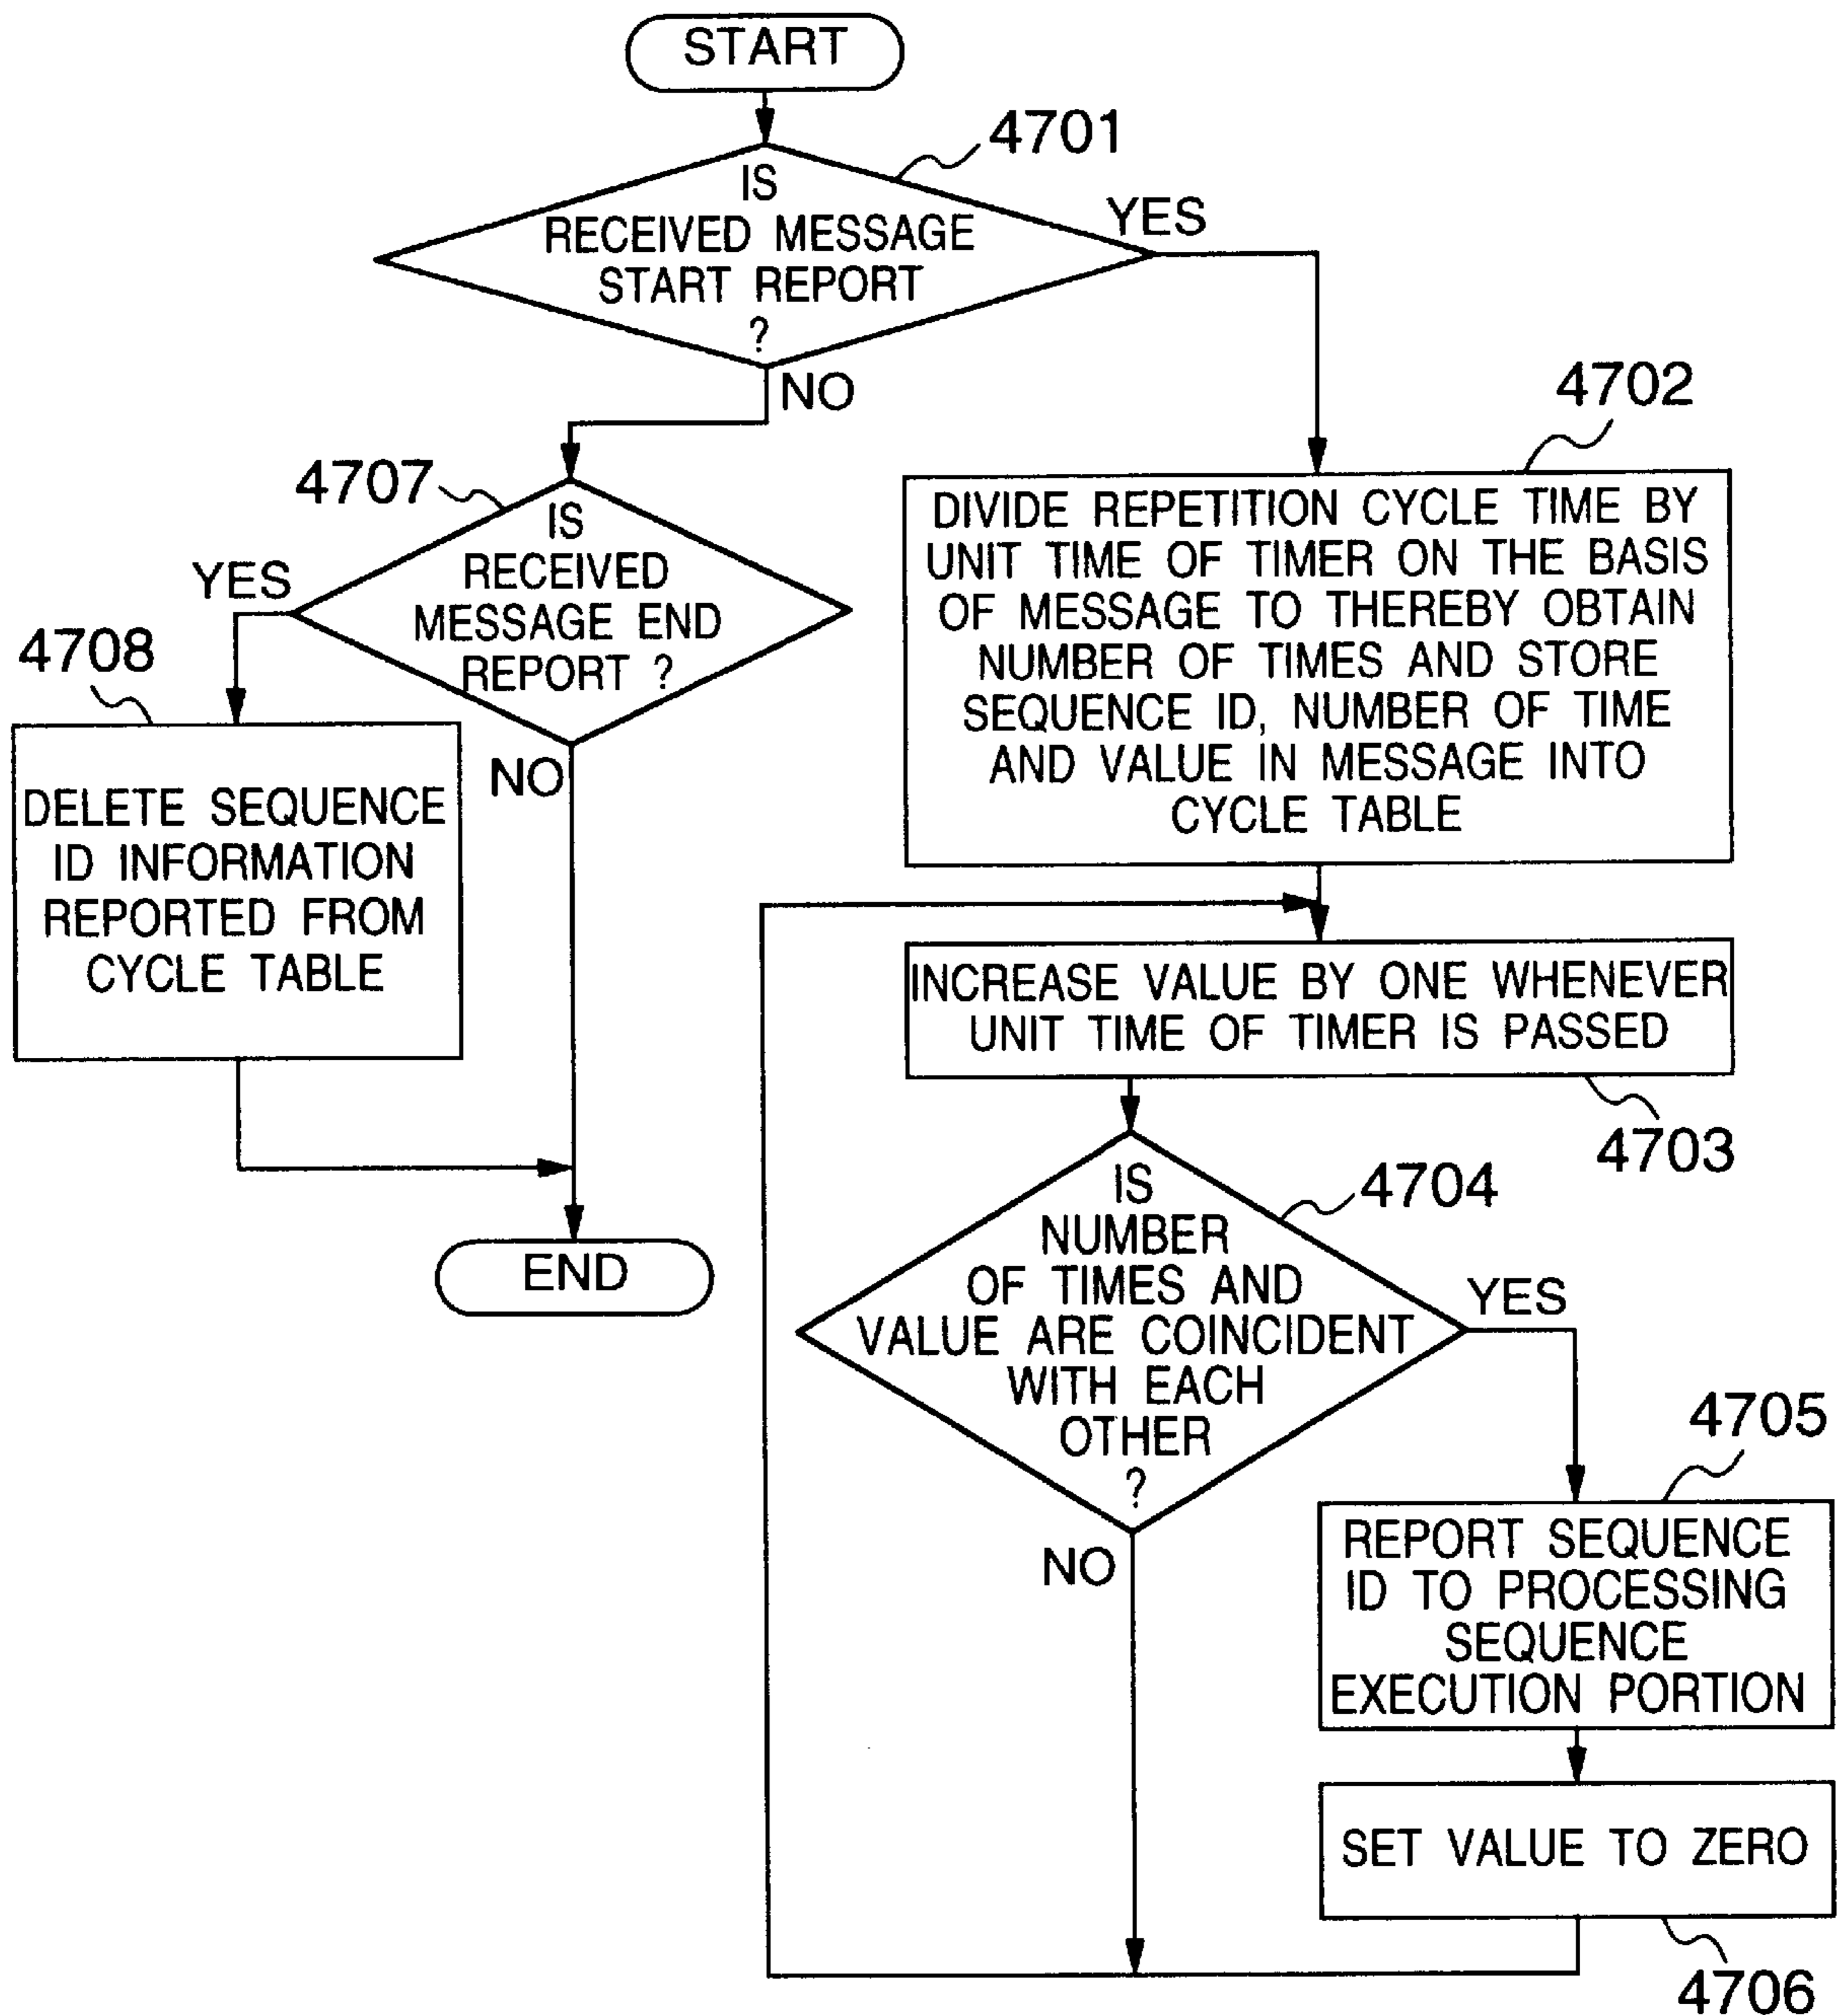 START
4701
IS
RECEIVED MESSAGE
START REPORT
?
YES
NO
4702
DIVIDE REPETITION CYCLE TIME BY
UNIT TIME OF TIMER ON THE BASIS
OF MESSAGE TO THEREBY OBTAIN
NUMBER OF TIMES AND STORE
SEQUENCE ID, NUMBER OF TIME
AND VALUE IN MESSAGE INTO
CYCLE TABLE
4707
IS
RECEIVED
MESSAGE END
REPORT ?
YES
NO
4708
DELETE SEQUENCE
ID INFORMATION
REPORTED FROM
CYCLE TABLE
END
INCREASE VALUE BY ONE WHENEVER
UNIT TIME OF TIMER IS PASSED
4703
4704
IS
NUMBER
OF TIMES AND
VALUE ARE COINCIDENT
WITH EACH
OTHER
?
YES
NO
4705
REPORT SEQUENCE
ID TO PROCESSING
SEQUENCE
EXECUTION PORTION
SET VALUE TO ZERO
4706